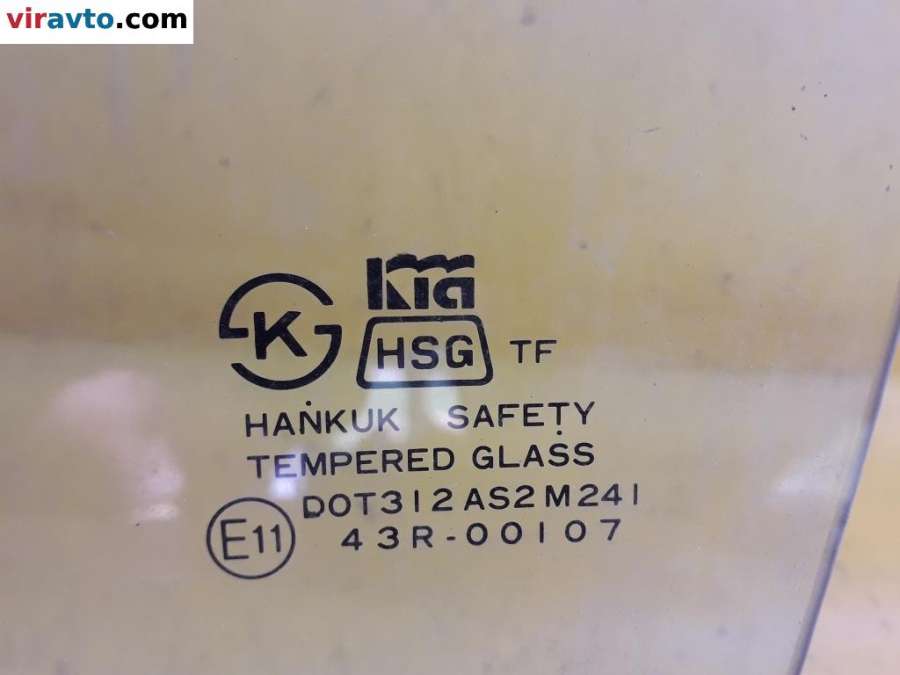 viravto.com
KIA
K
HSG TF
HANKUK SAFETY
TEMPERED GLASS
DOT312AS2M241
E11 43R-00107